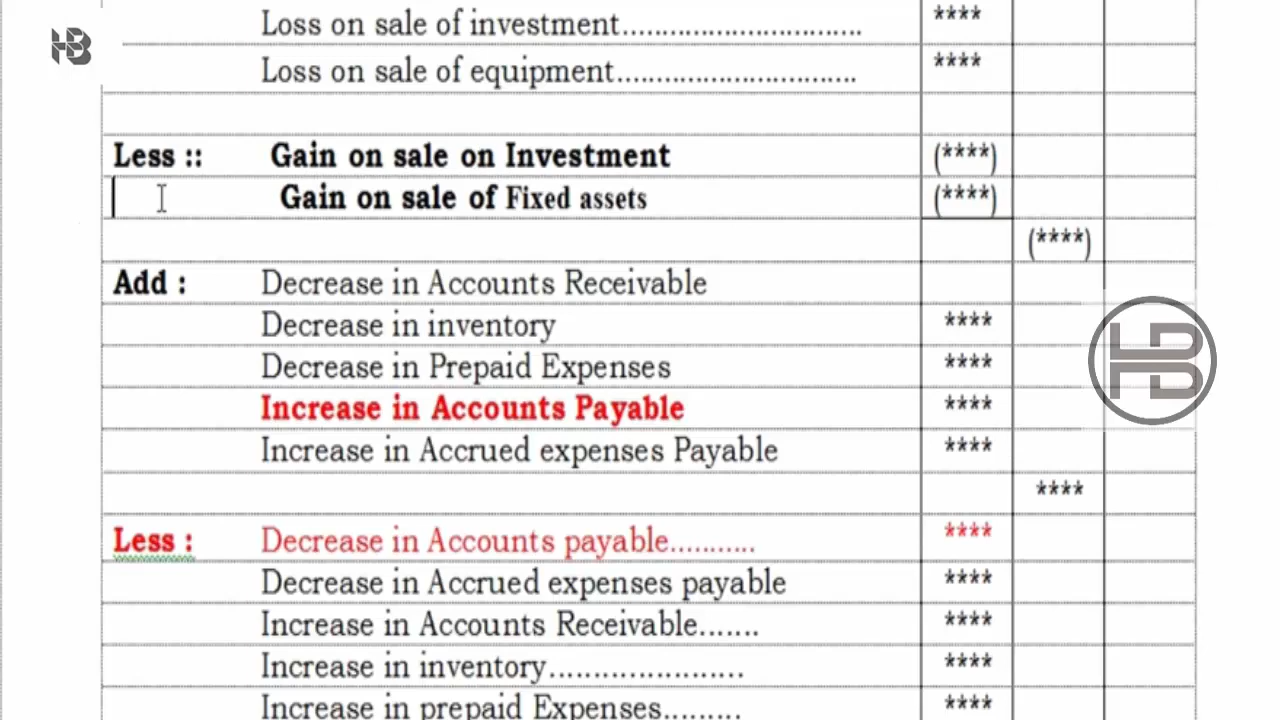 Loss on sale of investment.............................. ****
HB
Loss on sale of equipment.............................. ****
Less :: Gain on sale on Investment (****)
Gain on sale of Fixed assets (****)
(****)
Add : Decrease in Accounts Receivable
Decrease in inventory ****
Decrease in Prepaid Expenses ****
Increase in Accounts Payable ****
Increase in Accrued expenses Payable ****
****
Less : Decrease in Accounts payable........... ****
Decrease in Accrued expenses payable ****
Increase in Accounts Receivable....... ****
Increase in inventory..................... ****
Increase in prepaid Expenses......... ****